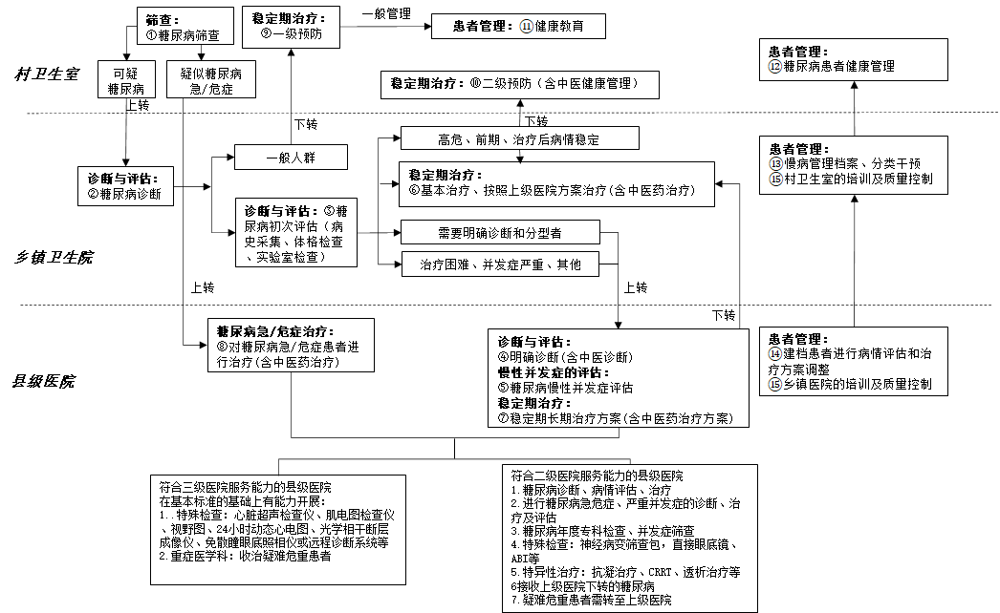 筛查：
①糖尿病筛查
稳定期治疗：
⑨一级预防
一般管理
患者管理：⑪健康教育
患者管理：
⑫糖尿病患者健康管理
村卫生室
可疑
糖尿病
疑似糖尿病
急/危症
稳定期治疗：⑩二级预防（含中医健康管理）
上转
下转
下转
高危、前期、治疗后病情稳定
一般人群
患者管理：
⑬慢病管理档案、分类干预
⑮村卫生室的培训及质量控制
诊断与评估：
②糖尿病诊断
稳定期治疗：
⑥基本治疗、按照上级医院方案治疗(含中医药治疗)
诊断与评估：③糖
尿病初次评估（病
史采集、体格检查
、实验室检查）
需要明确诊断和分型者
乡镇卫生院
治疗困难、并发症严重、其他
上转
上转
下转
糖尿病急/危症治疗：
⑧对糖尿病急/危症患者进
行治疗(含中医药治疗)
诊断与评估：
④明确诊断(含中医诊断)
慢性并发症的评估：
⑤糖尿病慢性并发症评估
稳定期治疗：
⑦稳定期长期治疗方案(含中医药治疗方案)
患者管理：
⑭建档患者进行病情评估和治
疗方案调整
⑮乡镇医院的培训及质量控制
县级医院
符合三级医院服务能力的县级医院
在基本标准的基础上有能力开展：
1..特殊检查：心脏超声检查仪、肌电图检查仪
、视野图、24小时动态心电图、光学相干断层
成像仪、免散瞳眼底照相仪或远程诊断系统等
2.重症医学科：收治疑难危重患者
符合二级医院服务能力的县级医院
1.糖尿病诊断、病情评估、治疗
2.进行糖尿病急危症、严重并发症的诊断、治
疗及评估
3.糖尿病年度专科检查、并发症筛查
4.特殊检查：神经病变筛查包，直接眼底镜、
ABI等
5.特异性治疗：抗凝治疗、CRRT、透析治疗等
6接收上级医院下转的糖尿病
7.疑难危重患者需转至上级医院